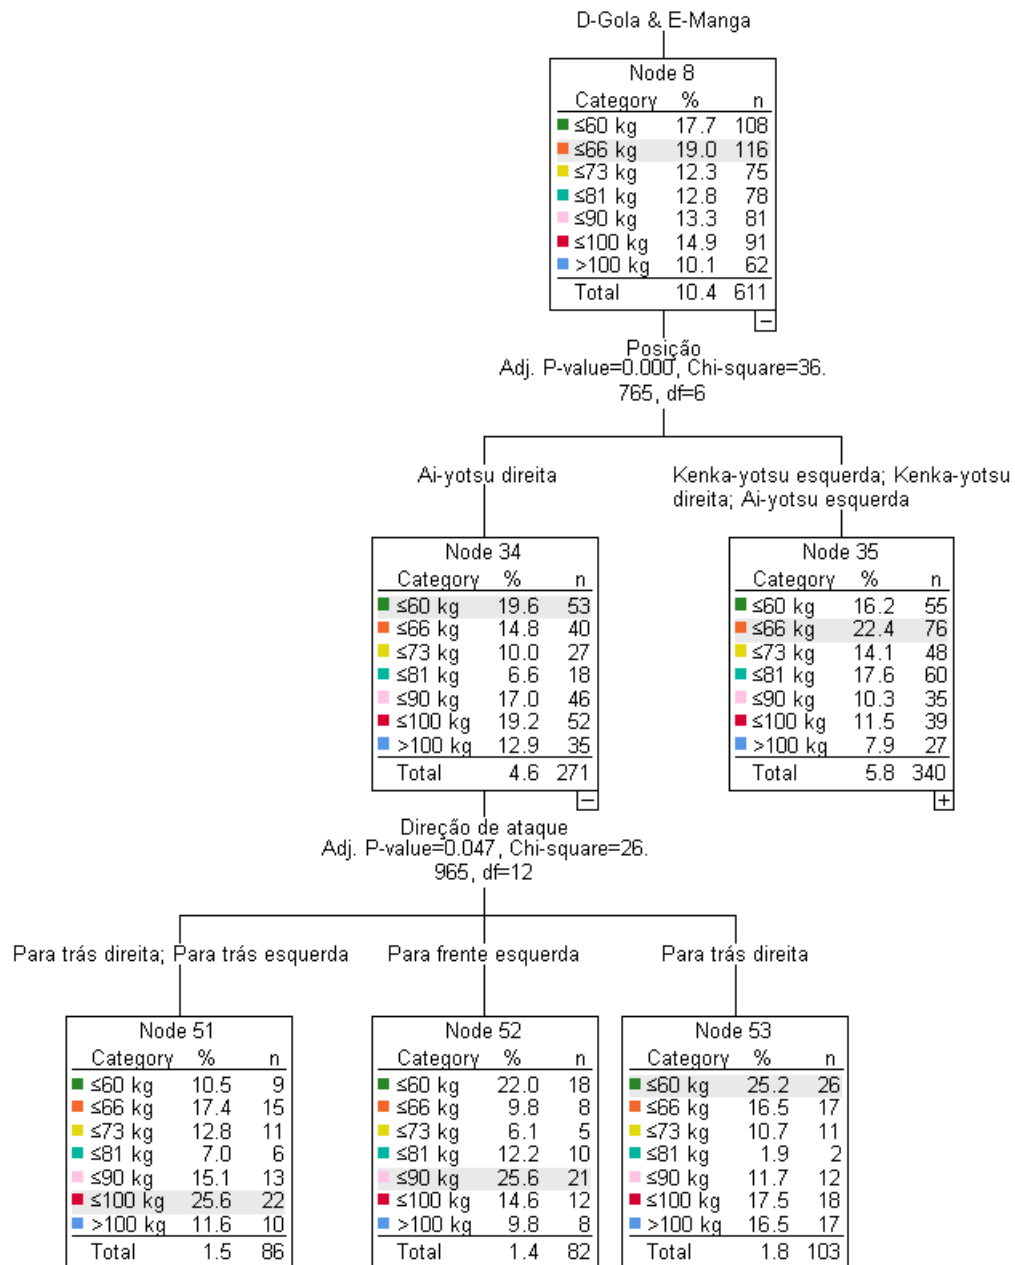 D-Gola & E-Manga
Node 8
Category % n
≤60 kg 17.7 108
≤66 kg 19.0 116
≤73 kg 12.3 75
≤81 kg 12.8 78
≤90 kg 13.3 81
≤100 kg 14.9 91
>100 kg 10.1 62
Total 10.4 611
Posição
Adj. P-value=0.000, Chi-square=36.
765, df=6
Ai-yotsu direita
Kenka-yotsu esquerda; Kenka-yotsu
direita; Ai-yotsu esquerda
Node 34
Category % n
≤60 kg 19.6 53
≤66 kg 14.8 40
≤73 kg 10.0 27
≤81 kg 6.6 18
≤90 kg 17.0 46
≤100 kg 19.2 52
>100 kg 12.9 35
Total 4.6 271
Node 35
Category % n
≤60 kg 16.2 55
≤66 kg 22.4 76
≤73 kg 14.1 48
≤81 kg 17.6 60
≤90 kg 10.3 35
≤100 kg 11.5 39
>100 kg 7.9 27
Total 5.8 340
Direção de ataque
Adj. P-value=0.047, Chi-square=26.
965, df=12
Para trás direita; Para trás esquerda
Para frente esquerda
Para trás direita
Node 51
Category % n
≤60 kg 10.5 9
≤66 kg 17.4 15
≤73 kg 12.8 11
≤81 kg 7.0 6
≤90 kg 15.1 13
≤100 kg 25.6 22
>100 kg 11.6 10
Total 1.5 86
Node 52
Category % n
≤60 kg 22.0 18
≤66 kg 9.8 8
≤73 kg 6.1 5
≤81 kg 12.2 10
≤90 kg 25.6 21
≤100 kg 14.6 12
>100 kg 9.8 8
Total 1.4 82
Node 53
Category % n
≤60 kg 25.2 26
≤66 kg 16.5 17
≤73 kg 10.7 11
≤81 kg 1.9 2
≤90 kg 11.7 12
≤100 kg 17.5 18
>100 kg 16.5 17
Total 1.8 103